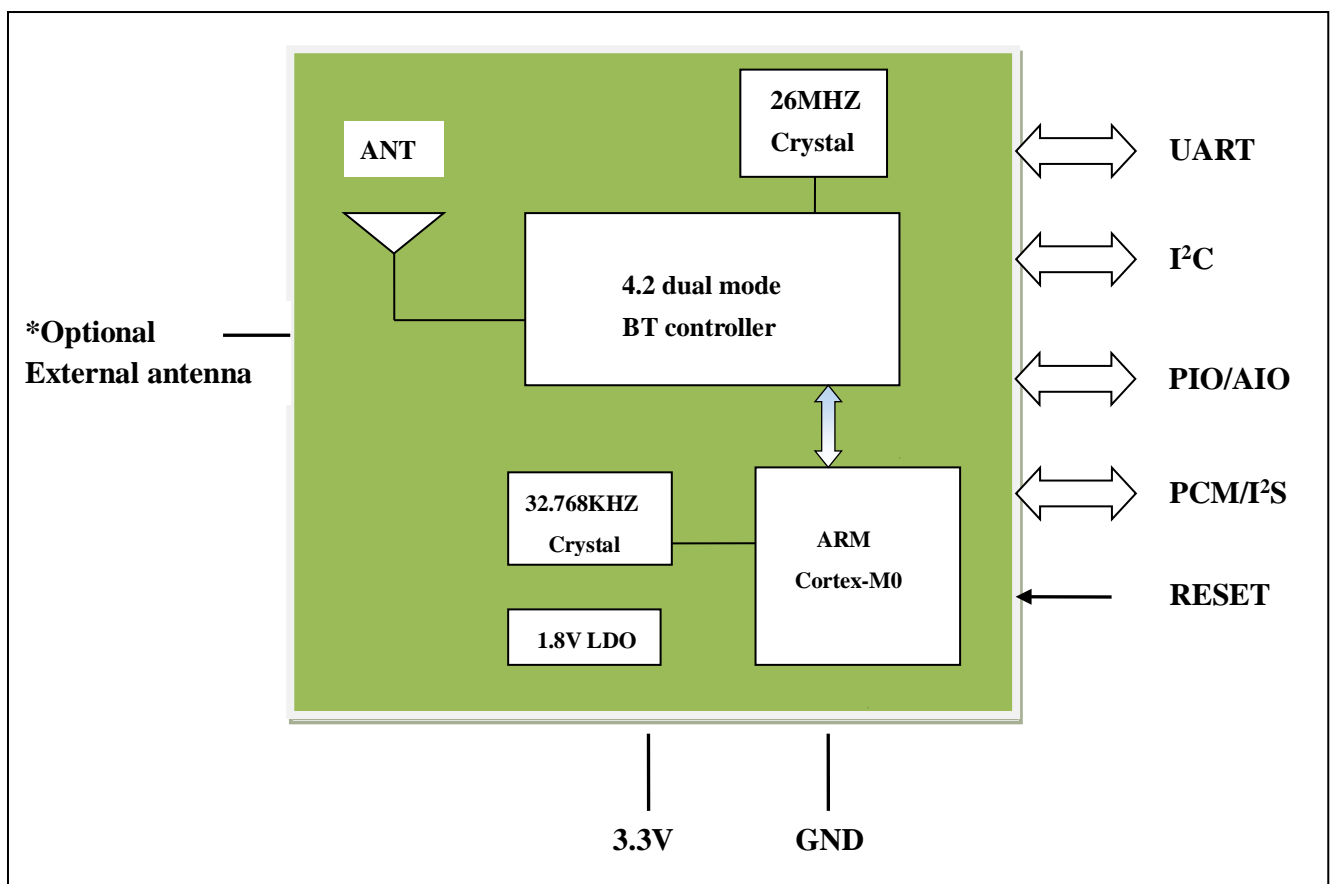 26MHZ
Crystal
ANT
UART
4.2 dual mode
BT controller
I²C
*Optional
External antenna
PIO/AIO
32.768KHZ
Crystal
ARM
Cortex-M0
PCM/I²S
1.8V LDO
RESET
3.3V
GND